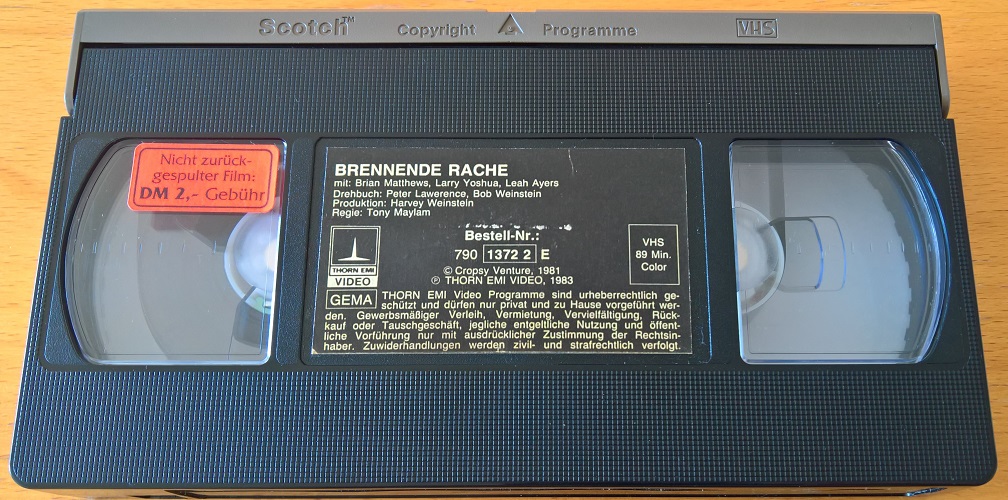 Scotch™ Copyright Programme VHS
Nicht zurück-
gespulter Film:
DM 2,- Gebühr
BRENNENDE RACHE
mit: Brian Matthews, Larry Yoshua, Leah Ayers
Drehbuch: Peter Lawerence, Bob Weinstein
Produktion: Harvey Weinstein
Regie: Tony Maylam
Bestell-Nr.:
790 1372 2 E
© Cropsy Venture, 1981
℗ THORN EMI VIDEO, 1983
THORN EMI
VIDEO
VHS
89 Min.
Color
GEMA THORN EMI Video Programme sind urheberrechtlich ge-
schützt und dürfen nur privat und zu Hause vorgeführt wer-
den. Gewerbsmäßiger Verleih, Vermietung, Vervielfältigung, Rück-
kauf oder Tauschgeschäft, jegliche entgeltliche Nutzung und öffent-
liche Vorführung nur mit ausdrücklicher Zustimmung der Rechtsin-
haber. Zuwiderhandlungen werden zivil- und strafrechtlich verfolgt.